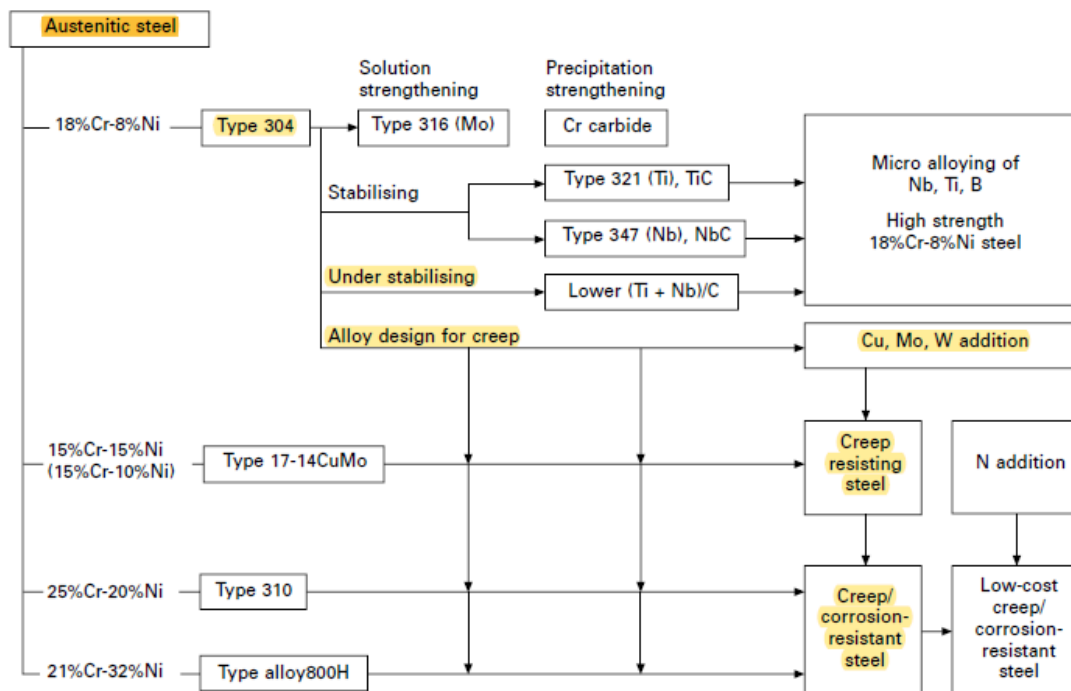 Austenitic steel
Solution
strengthening
Precipitation
strengthening
18%Cr-8%Ni
Type 304
Type 316 (Mo)
Cr carbide
Micro alloying of
Nb, Ti, B
High strength
18%Cr-8%Ni steel
Stabilising
Type 321 (Ti), TiC
Type 347 (Nb), NbC
Under stabilising
Lower (Ti + Nb)/C
Alloy design for creep
Cu, Mo, W addition
15%Cr-15%Ni
(15%Cr-10%Ni)
Type 17-14CuMo
Creep
resisting
steel
N addition
25%Cr-20%Ni
Type 310
Creep/
corrosion-
resistant
steel
Low-cost
creep/
corrosion-
resistant
steel
21%Cr-32%Ni
Type alloy800H